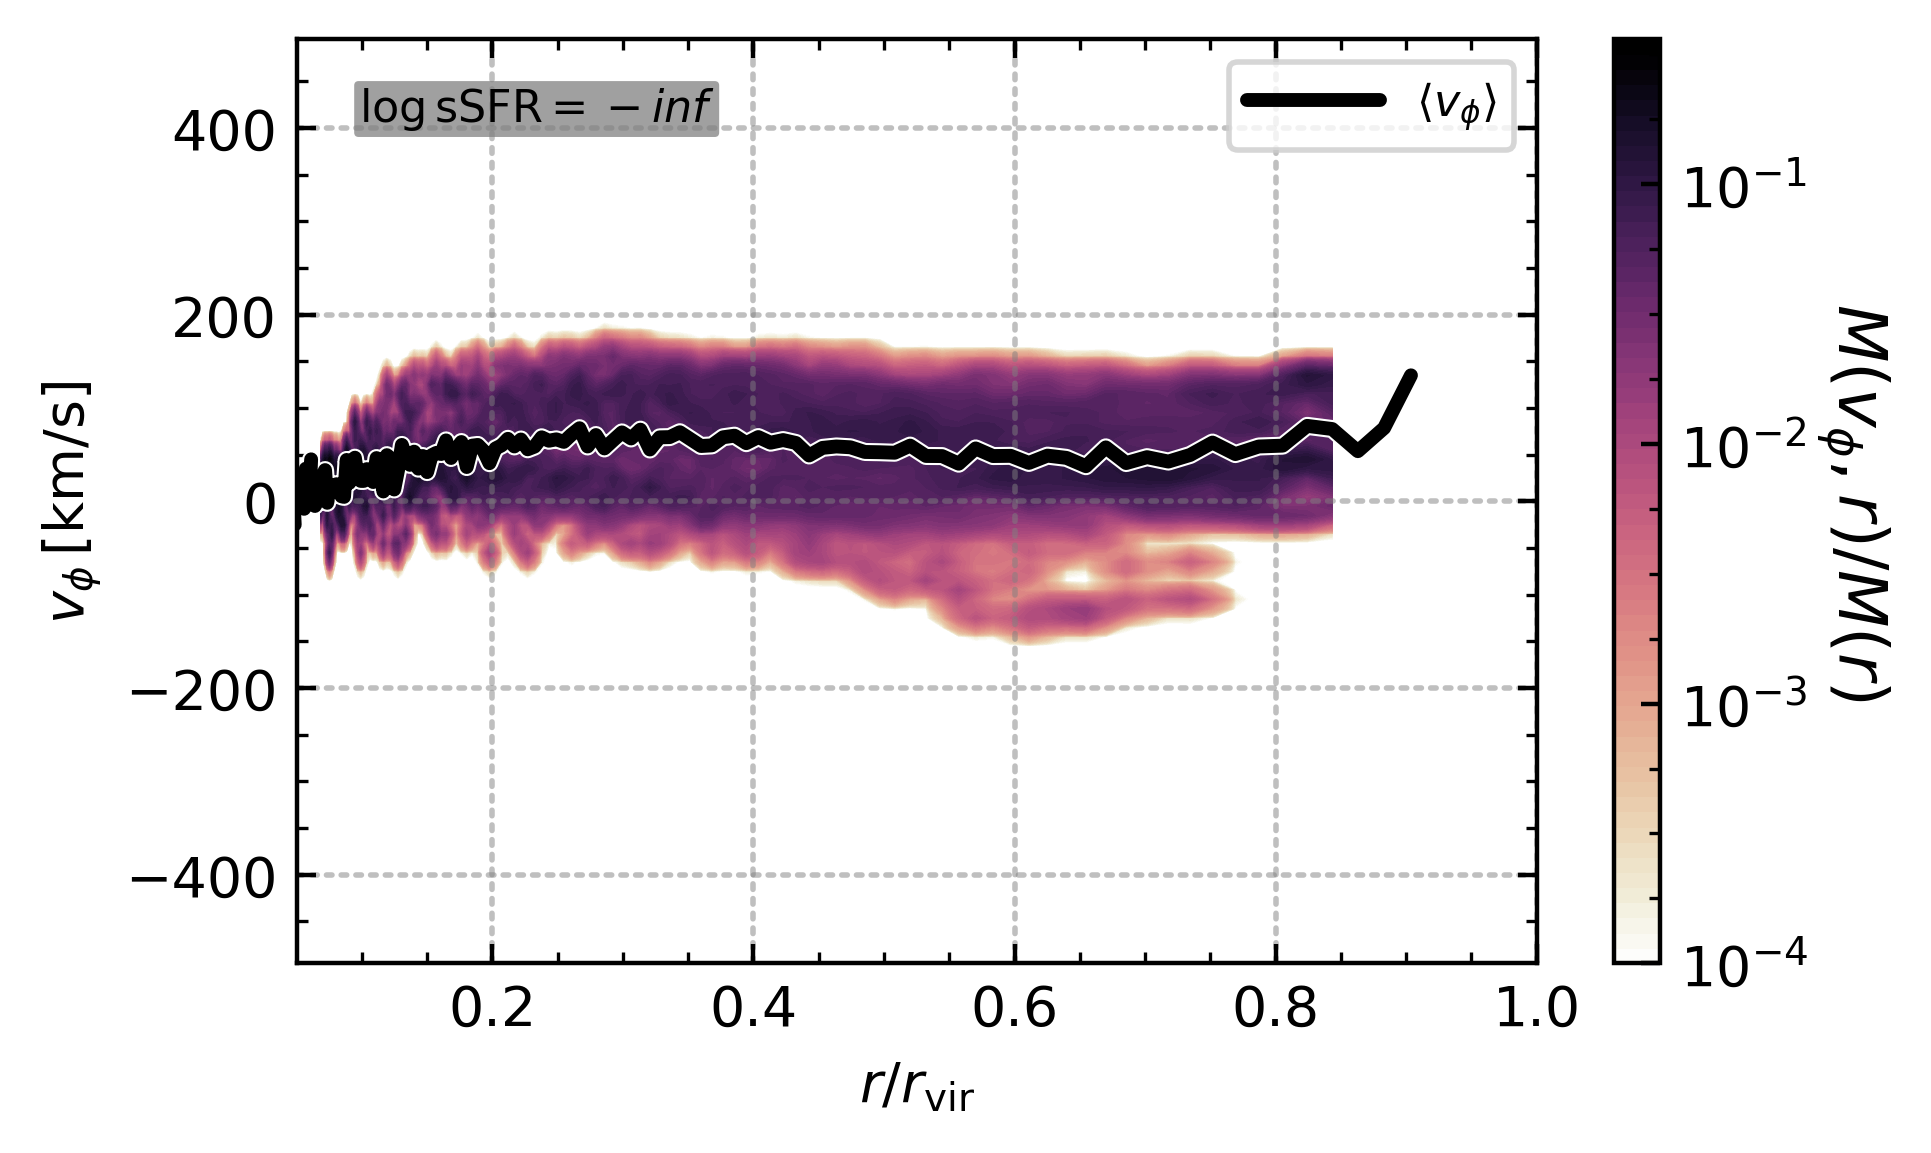 log sSFR = −inf
⟨v_ϕ⟩
400
200
0
−200
−400
v_ϕ [km/s]
0.2 0.4 0.6 0.8 1.0
r/r_vir
10⁻¹
10⁻²
10⁻³
10⁻⁴
M(v_ϕ, r)/M(r)